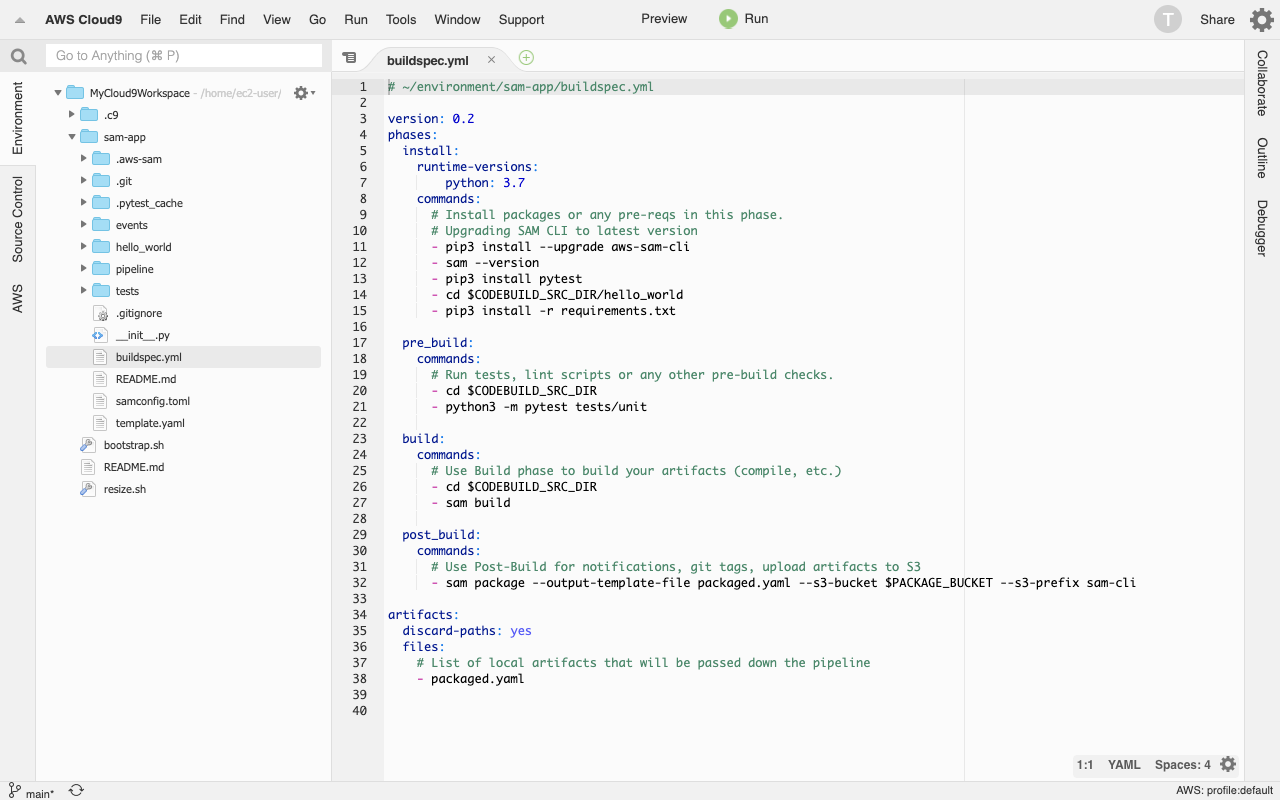 AWS Cloud9 File Edit Find View Go Run Tools Window Support Preview Run T Share
Go to Anything (⌘ P)
buildspec.yml
Environment
Source Control
AWS
MyCloud9Workspace - /home/ec2-user/
.c9
sam-app
.aws-sam
.git
.pytest_cache
events
hello_world
pipeline
tests
.gitignore
__init__.py
buildspec.yml
README.md
samconfig.toml
template.yaml
bootstrap.sh
README.md
resize.sh
1 # ~/environment/sam-app/buildspec.yml
2
3 version: 0.2
4 phases:
5   install:
6     runtime-versions:
7         python: 3.7
8     commands:
9       # Install packages or any pre-reqs in this phase.
10       # Upgrading SAM CLI to latest version
11       - pip3 install --upgrade aws-sam-cli
12       - sam --version
13       - pip3 install pytest
14       - cd $CODEBUILD_SRC_DIR/hello_world
15       - pip3 install -r requirements.txt
16
17   pre_build:
18     commands:
19       # Run tests, lint scripts or any other pre-build checks.
20       - cd $CODEBUILD_SRC_DIR
21       - python3 -m pytest tests/unit
22
23   build:
24     commands:
25       # Use Build phase to build your artifacts (compile, etc.)
26       - cd $CODEBUILD_SRC_DIR
27       - sam build
28
29   post_build:
30     commands:
31       # Use Post-Build for notifications, git tags, upload artifacts to S3
32       - sam package --output-template-file packaged.yaml --s3-bucket $PACKAGE_BUCKET --s3-prefix sam-cli
33
34 artifacts:
35   discard-paths: yes
36   files:
37     # List of local artifacts that will be passed down the pipeline
38     - packaged.yaml
39
40
Collaborate
Outline
Debugger
1:1 YAML Spaces: 4
main*
AWS: profile:default